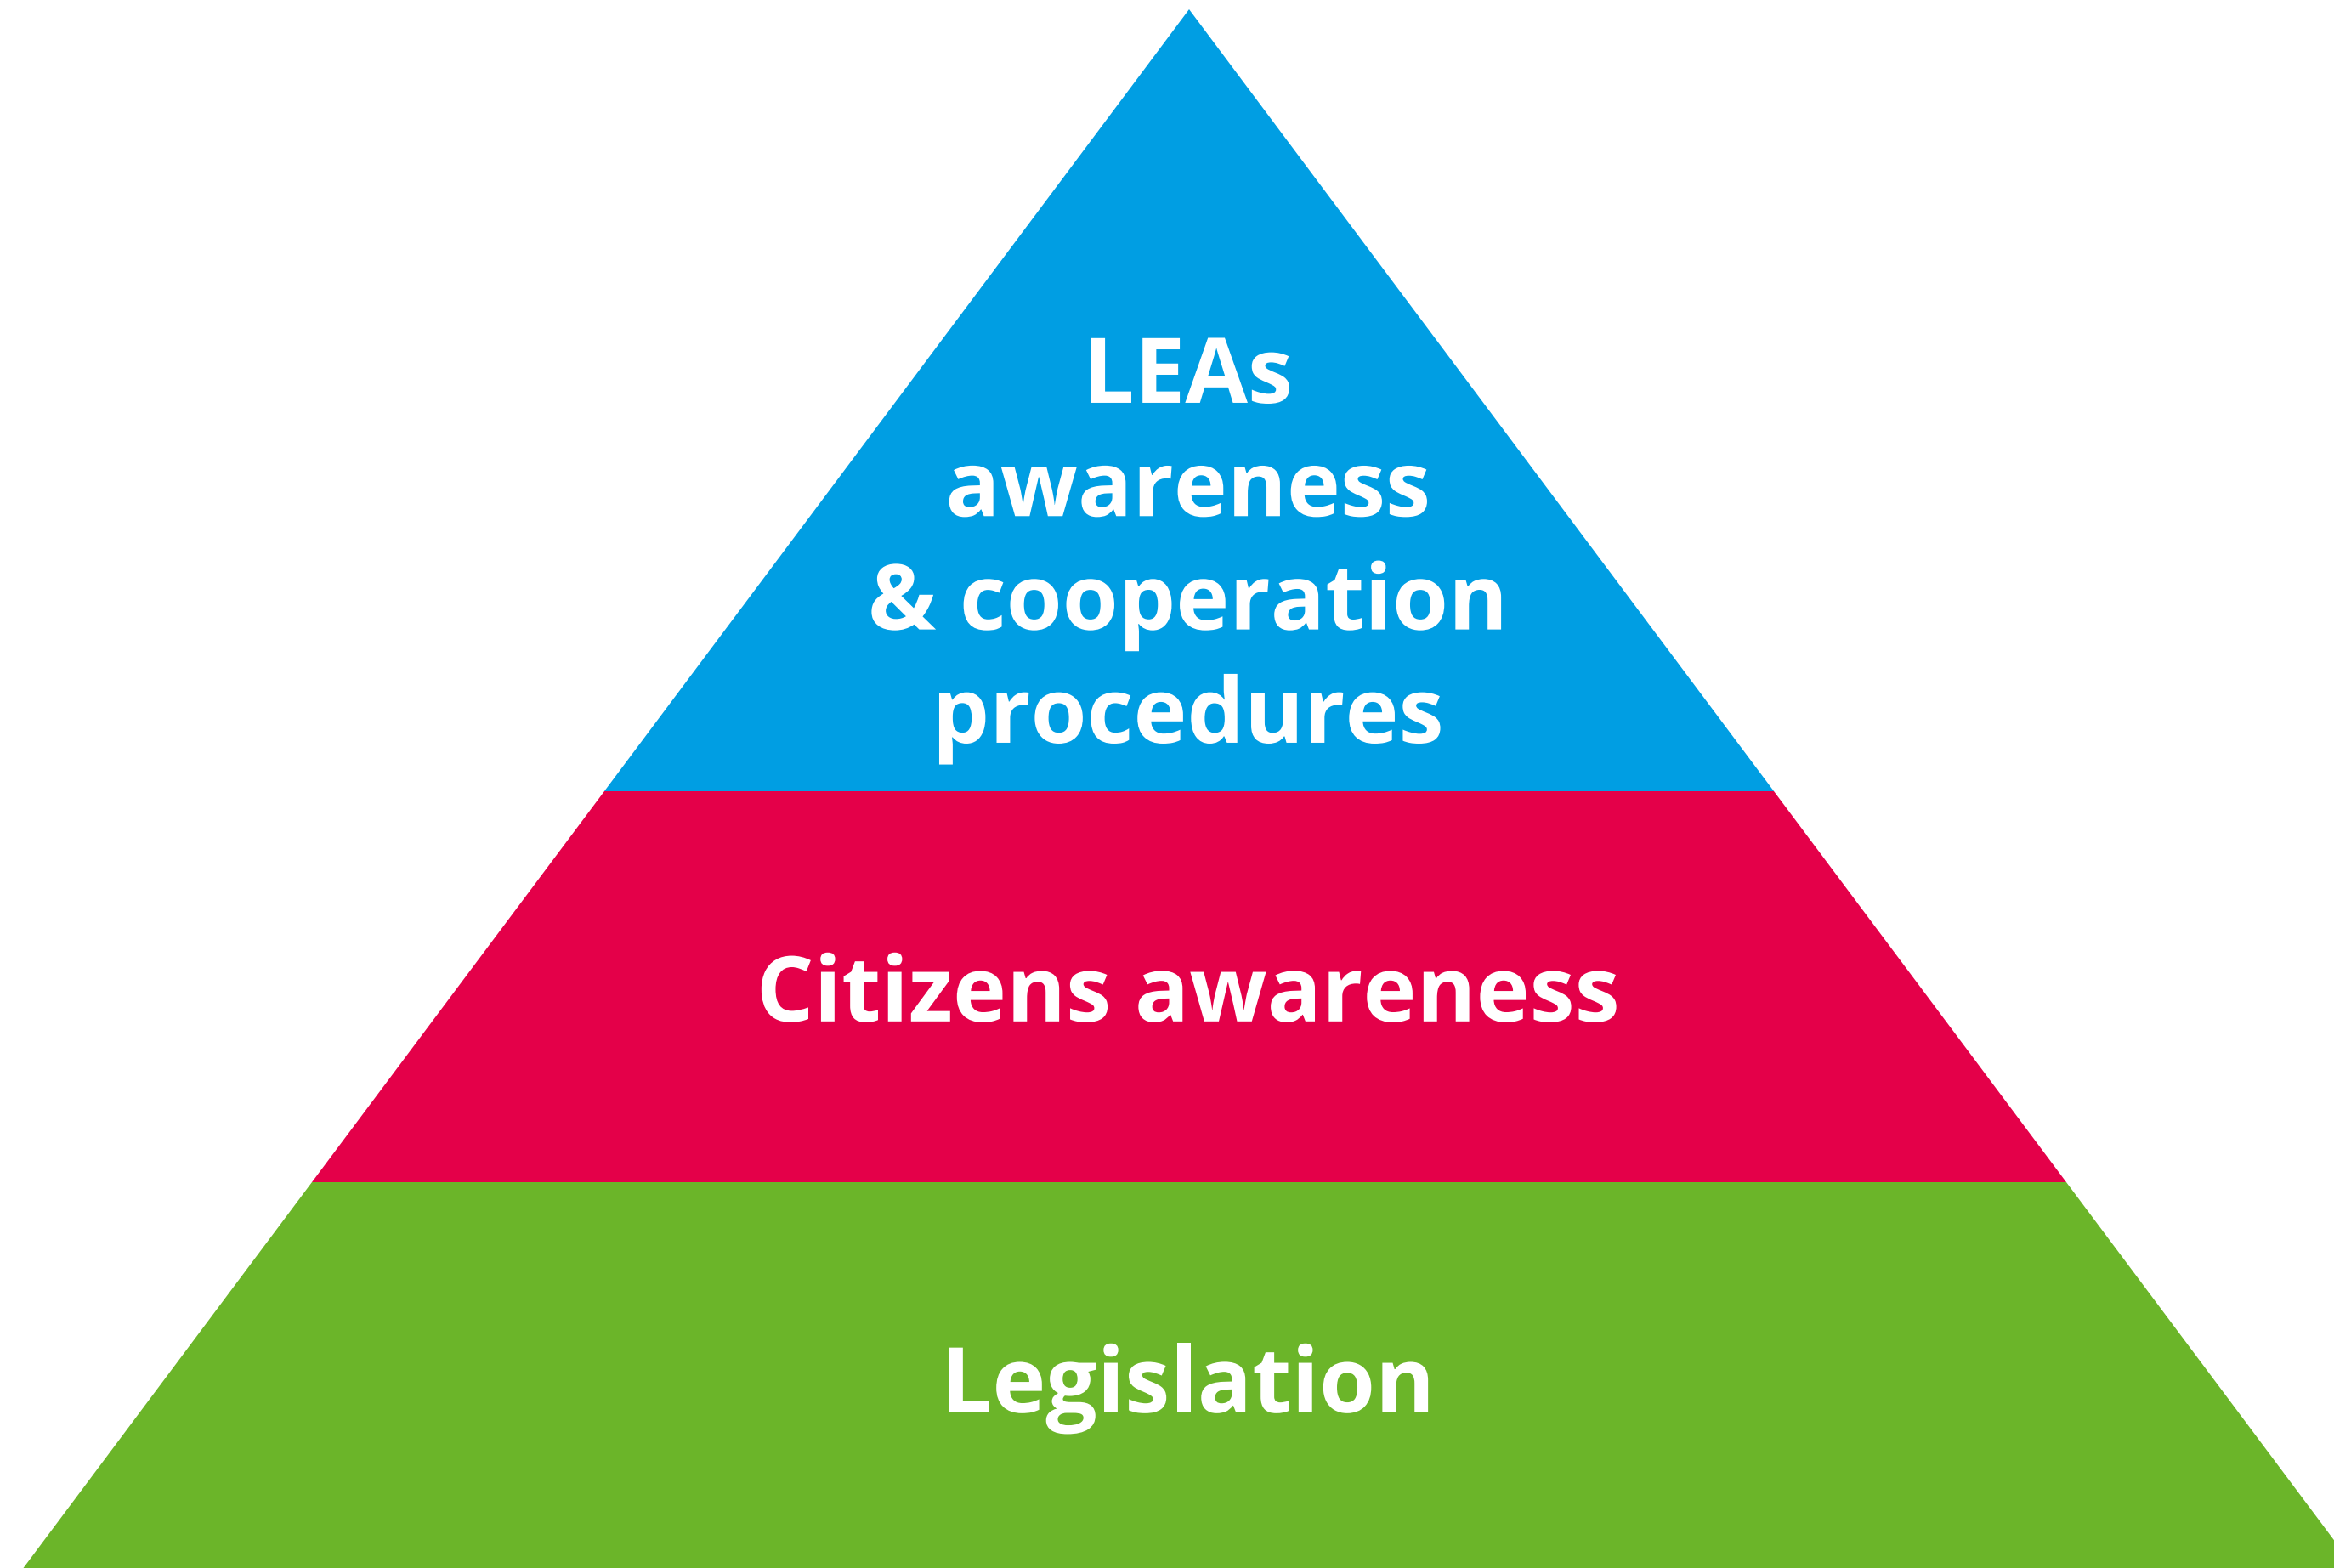 LEAs
awareness
& cooperation
procedures
Citizens awareness
Legislation